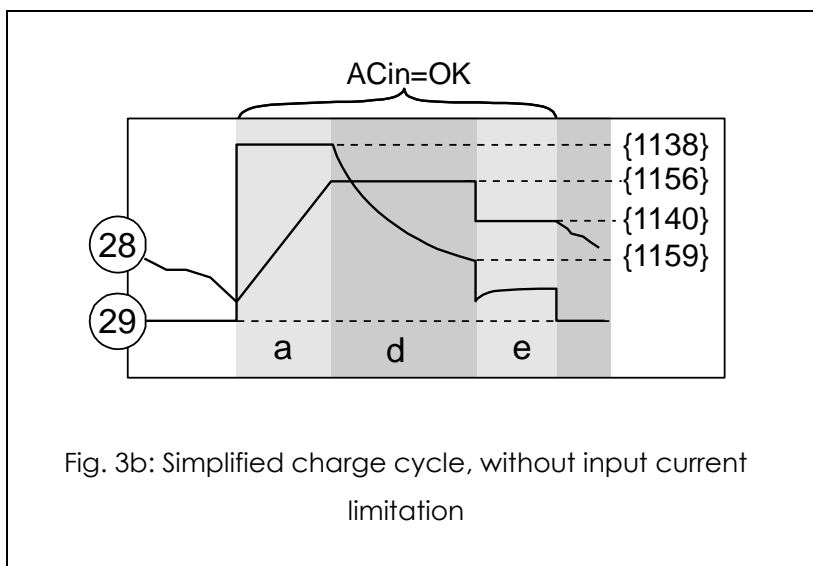 ACin=OK
{1138}
{1156}
{1140}
{1159}
28
29
a d e
Fig. 3b: Simplified charge cycle, without input current
limitation